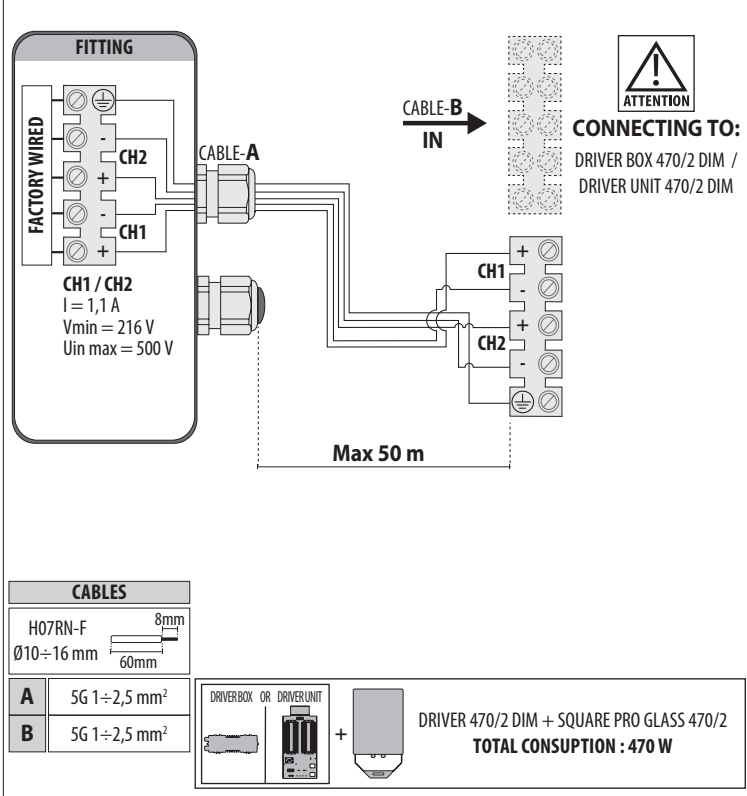 FITTING
FACTORY WIRED
-
CH2
+
-
CH1
+
CH1 / CH2
I = 1,1 A
Vmin = 216 V
Uin max = 500 V
CABLE-A
CABLE-B
IN
ATTENTION
CONNECTING TO:
DRIVER BOX 470/2 DIM /
DRIVER UNIT 470/2 DIM
+
CH1
-
+
CH2
-
Max 50 m
CABLES
H07RN-F
Ø10÷16 mm
8mm
60mm
A 5G 1÷2,5 mm²
B 5G 1÷2,5 mm²
DRIVER BOX OR DRIVER UNIT
+
DRIVER 470/2 DIM + SQUARE PRO GLASS 470/2
TOTAL CONSUPTION : 470 W